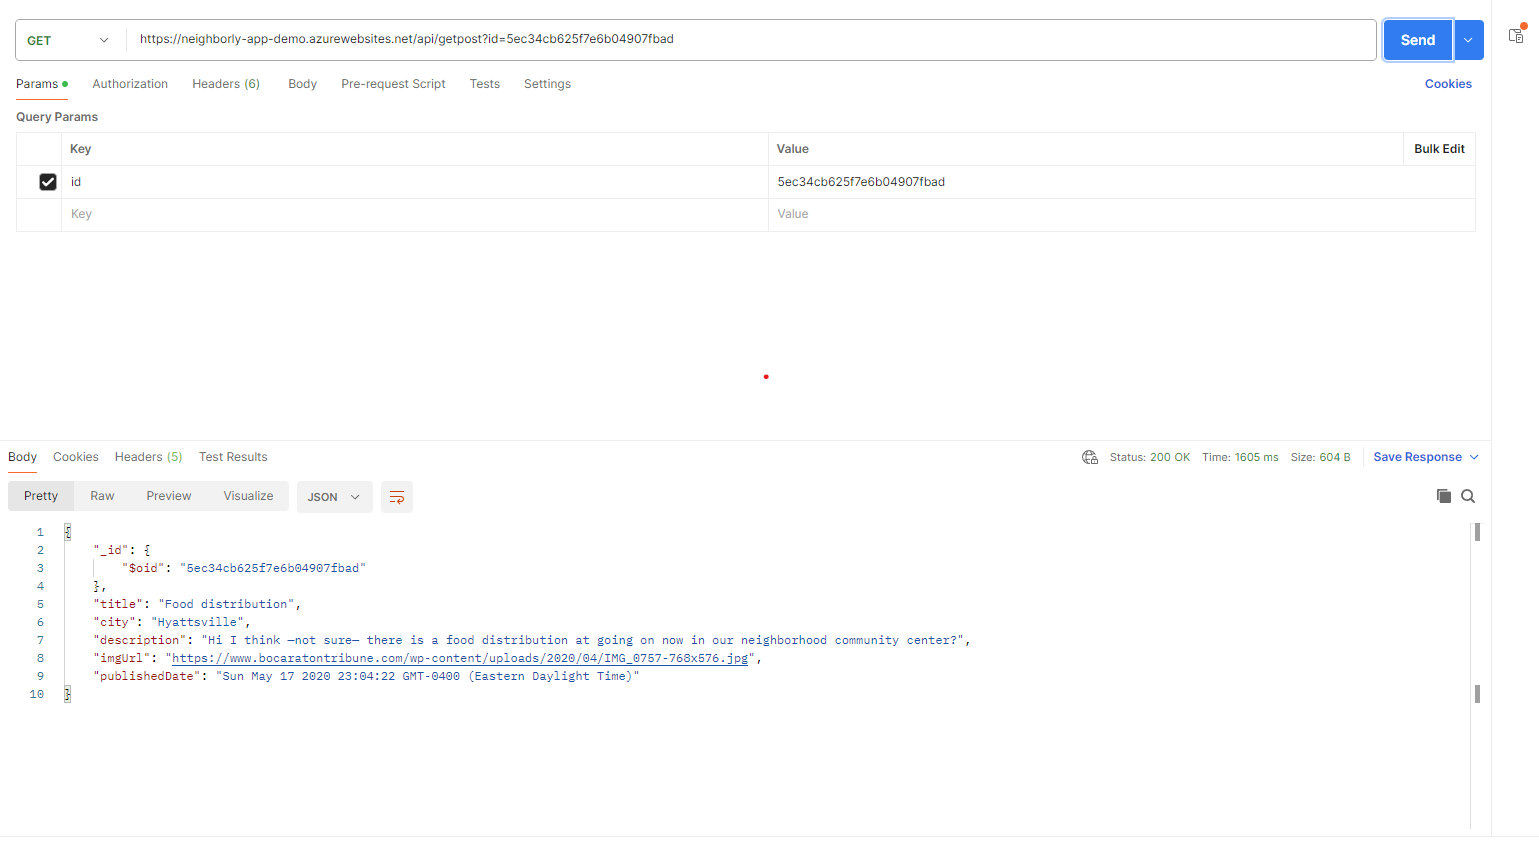 GET https://neighborly-app-demo.azurewebsites.net/api/getpost?id=5ec34cb625f7e6b04907fbad Send
Params Authorization Headers (6) Body Pre-request Script Tests Settings Cookies
Query Params
Key Value Bulk Edit
id 5ec34cb625f7e6b04907fbad
Key Value
Body Cookies Headers (5) Test Results Status: 200 OK Time: 1605 ms Size: 604 B Save Response
Pretty Raw Preview Visualize JSON
1 {
2 "_id": {
3 "$oid": "5ec34cb625f7e6b04907fbad"
4 },
5 "title": "Food distribution",
6 "city": "Hyattsville",
7 "description": "Hi I think —not sure— there is a food distribution at going on now in our neighborhood community center?",
8 "imgUrl": "https://www.bocaratontribune.com/wp-content/uploads/2020/04/IMG_0757-768x576.jpg",
9 "publishedDate": "Sun May 17 2020 23:04:22 GMT-0400 (Eastern Daylight Time)"
10 }